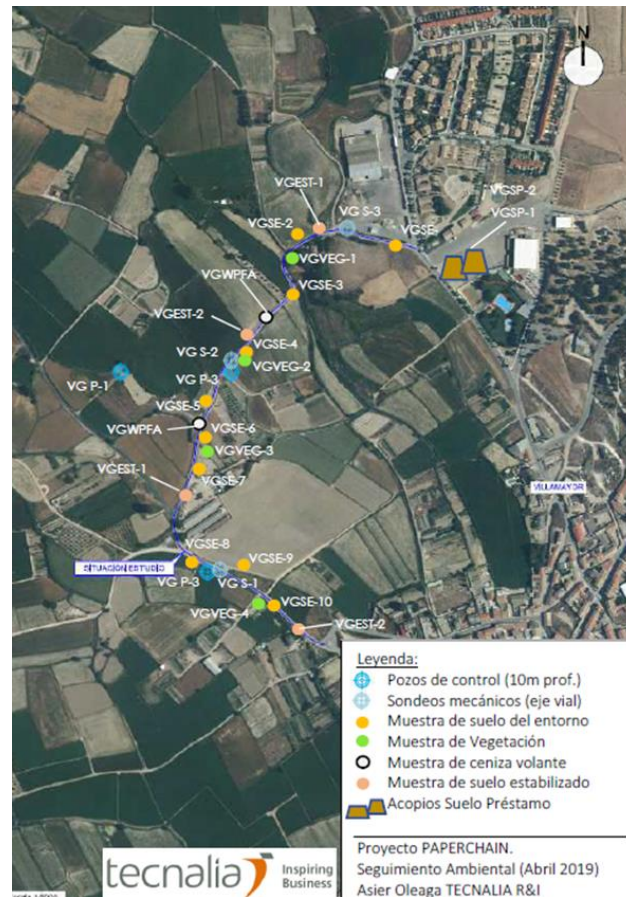 N
VGSP-2
VGEST-1
VG S-3
VGSP-1
VGSE-2
VGSE-
VGVEG-1
VGWPFA
VGSE-3
VGEST-2
VGSE-4
VG S-2
VGVEG-2
VG P-1
VG P-3
VGSE-5
VGWPFA
VGSE-6
VGVEG-3
VGEST-1
VGSE-7
VILLAMAYOR
VGSE-8
SITUACIÓN ESTUDIO
VGSE-9
VG P-3
VG S-1
VGVEG-4
VGSE-10
VGEST-2
Leyenda:
Pozos de control (10m prof.)
Sondeos mecánicos (eje vial)
Muestra de suelo del entorno
Muestra de Vegetación
Muestra de ceniza volante
Muestra de suelo estabilizado
Acopios Suelo Préstamo
Proyecto PAPERCHAIN.
Seguimiento Ambiental (Abril 2019)
Asier Oleaga TECNALIA R&I
tecnalia
Inspiring
Business